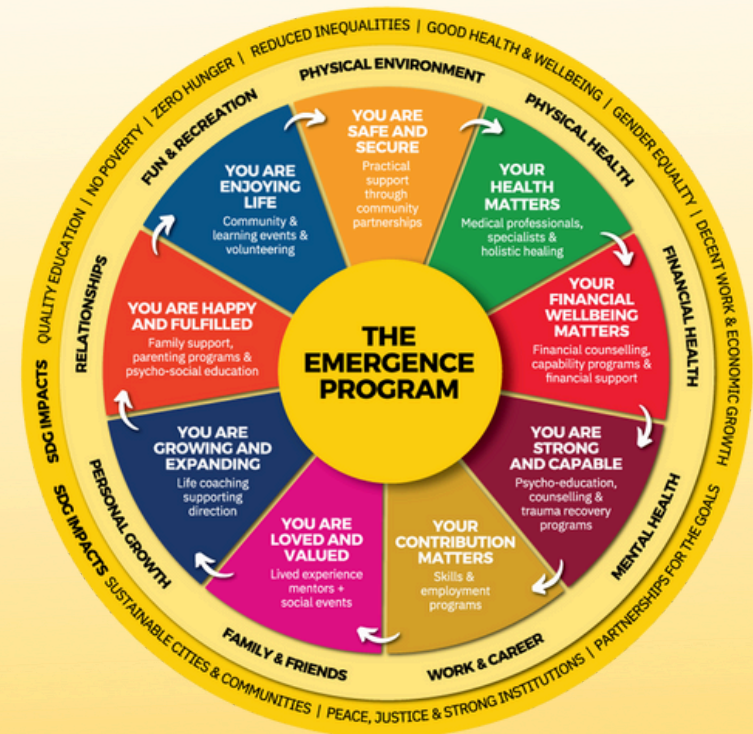 THE
EMERGENCE
PROGRAM
YOU ARE
SAFE AND
SECURE
Practical
support
through
community
partnerships
YOUR
HEALTH
MATTERS
Medical professionals,
specialists &
holistic healing
YOUR
FINANCIAL
WELLBEING
MATTERS
Financial counselling,
capability programs &
financial support
YOU ARE
STRONG
AND CAPABLE
Psycho-education,
counselling &
trauma recovery
programs
YOUR
CONTRIBUTION
MATTERS
Skills &
employment
programs
YOU ARE
LOVED AND
VALUED
Lived experience
mentors +
social events
YOU ARE
GROWING AND
EXPANDING
Life coaching
supporting
direction
YOU ARE HAPPY
AND FULFILLED
Family support,
parenting programs &
psycho-social education
YOU ARE
ENJOYING
LIFE
Community &
learning events &
volunteering
PHYSICAL ENVIRONMENT
PHYSICAL HEALTH
FINANCIAL HEALTH
MENTAL HEALTH
WORK & CAREER
FAMILY & FRIENDS
PERSONAL GROWTH
RELATIONSHIPS
FUN & RECREATION
SDG IMPACTS QUALITY EDUCATION | NO POVERTY | ZERO HUNGER | REDUCED INEQUALITIES | GOOD HEALTH & WELLBEING | GENDER EQUALITY | DECENT WORK & ECONOMIC GROWTH
SDG IMPACTS SUSTAINABLE CITIES & COMMUNITIES | PEACE, JUSTICE & STRONG INSTITUTIONS | PARTNERSHIPS FOR THE GOALS